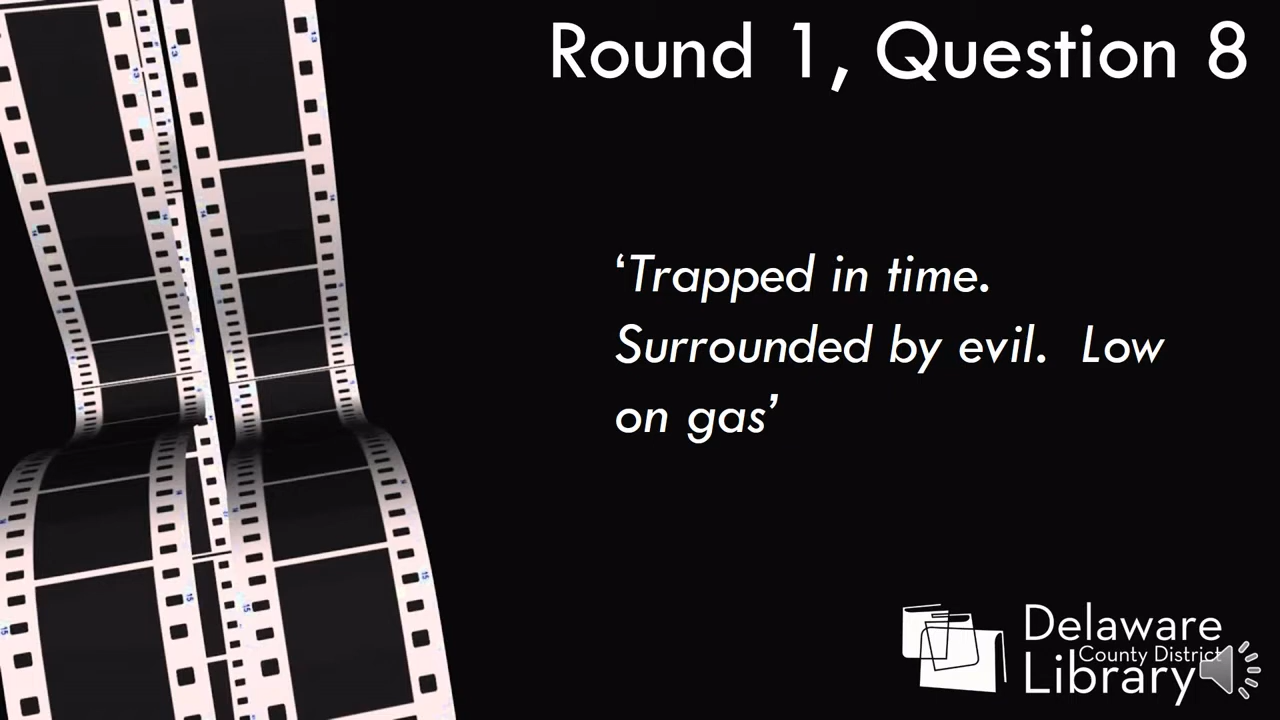 Round 1, Question 8
‘Trapped in time.
Surrounded by evil.  Low
on gas’
Delaware
County District
Library